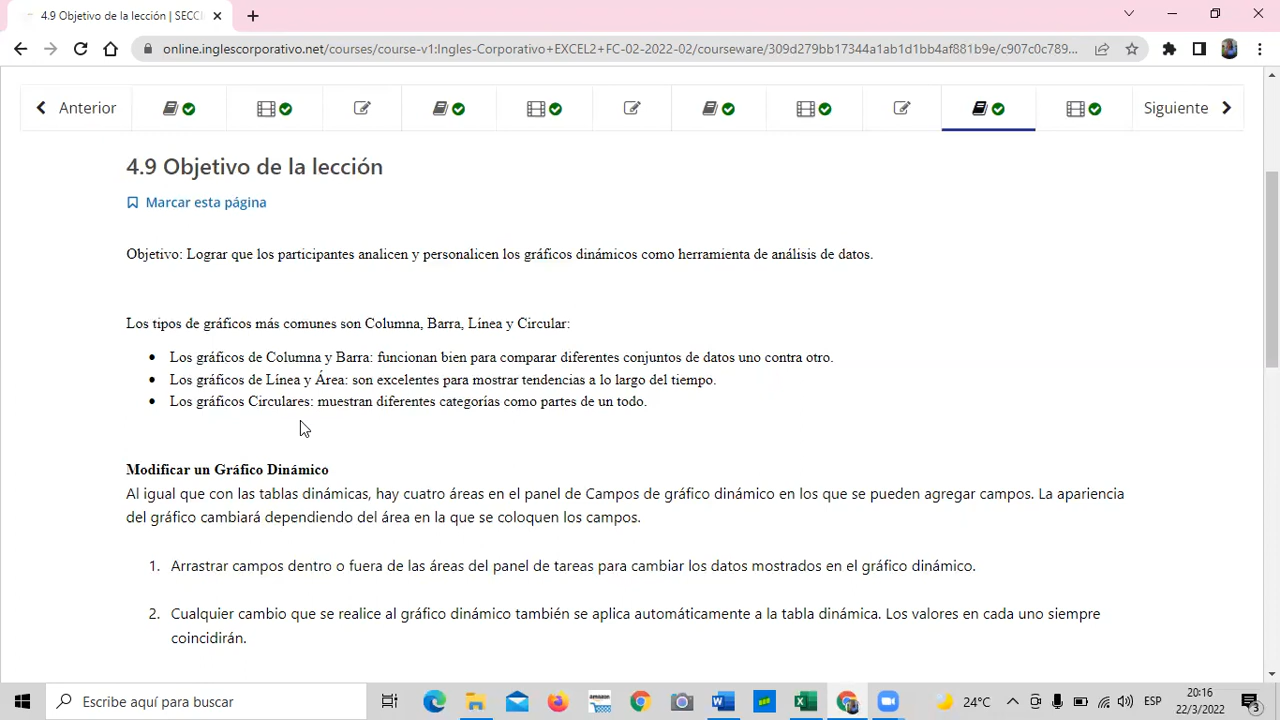 4.9 Objetivo de la lección | SECCI
online.inglescorporativo.net/courses/course-v1:Ingles-Corporativo+EXCEL2+FC-02-2022-02/courseware/309d279bb17344a1ab1d1bb4af881b9e/c907c0c789...
Anterior
Siguiente
4.9 Objetivo de la lección
Marcar esta página
Objetivo: Lograr que los participantes analicen y personalicen los gráficos dinámicos como herramienta de análisis de datos.
Los tipos de gráficos más comunes son Columna, Barra, Línea y Circular:
• Los gráficos de Columna y Barra: funcionan bien para comparar diferentes conjuntos de datos uno contra otro.
• Los gráficos de Línea y Área: son excelentes para mostrar tendencias a lo largo del tiempo.
• Los gráficos Circulares: muestran diferentes categorías como partes de un todo.
Modificar un Gráfico Dinámico
Al igual que con las tablas dinámicas, hay cuatro áreas en el panel de Campos de gráfico dinámico en los que se pueden agregar campos. La apariencia
del gráfico cambiará dependiendo del área en la que se coloquen los campos.
1. Arrastrar campos dentro o fuera de las áreas del panel de tareas para cambiar los datos mostrados en el gráfico dinámico.
2. Cualquier cambio que se realice al gráfico dinámico también se aplica automáticamente a la tabla dinámica. Los valores en cada uno siempre
coincidirán.
Escribe aquí para buscar
24°C
ESP
20:16
22/3/2022
3